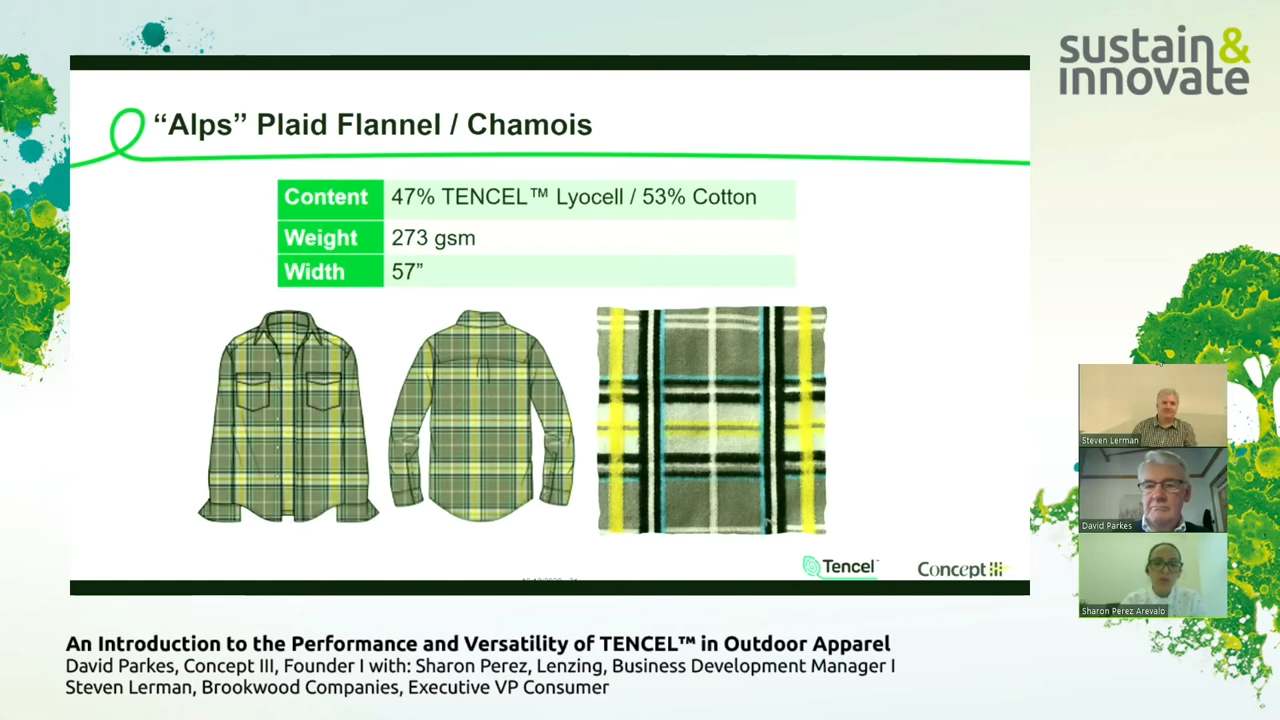 sustain&
innovate
“Alps” Plaid Flannel / Chamois
Content 47% TENCEL™ Lyocell / 53% Cotton
Weight 273 gsm
Width 57”
Steven Lerman
David Parkes
Sharon Perez Arevalo
Tencel™
Concept III
An Introduction to the Performance and Versatility of TENCEL™ in Outdoor Apparel
David Parkes, Concept III, Founder I with: Sharon Perez, Lenzing, Business Development Manager I
Steven Lerman, Brookwood Companies, Executive VP Consumer